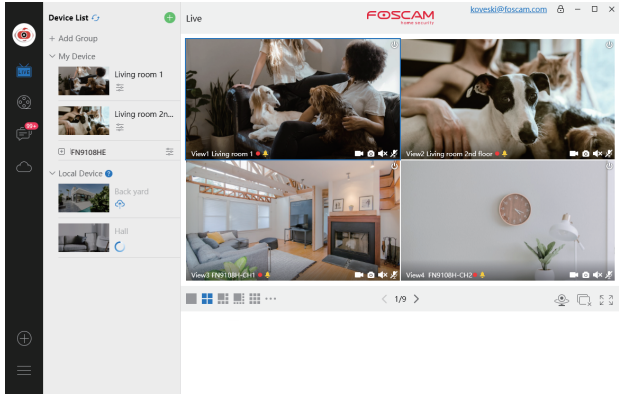 Device List
Live
FOSCAM
home security
koveski@foscam.com
+ Add Group
My Device
LIVE
Living room 1
Living room 2n...
99+
FN9108HE
Local Device
Back yard
Hall
View1 Living room 1
View2 Living room 2nd floor
View3 FN9108H-CH1
View4 FN9108H-CH2
1/9